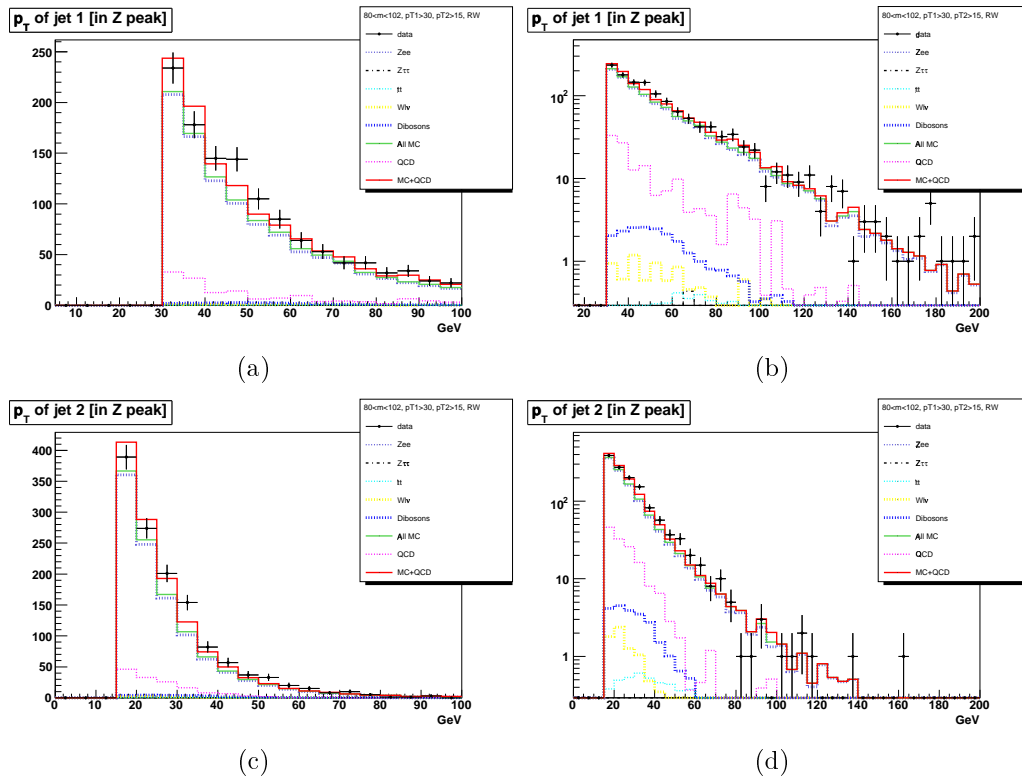 p_T of jet 1 [in Z peak]
80<m<102, pT1>30, pT2>15, RW
data
Zee
Zττ
tt
Wlν
Dibosons
All MC
QCD
MC+QCD
250
200
150
100
50
0
10 20 30 40 50 60 70 80 90 100
GeV
(a)
p_T of jet 1 [in Z peak]
80<m<102, pT1>30, pT2>15, RW
data
Zee
Zττ
tt
Wlν
Dibosons
All MC
QCD
MC+QCD
10^2
10
1
20 40 60 80 100 120 140 160 180 200
GeV
(b)
p_T of jet 2 [in Z peak]
80<m<102, pT1>30, pT2>15, RW
data
Zee
Zττ
tt
Wlν
Dibosons
All MC
QCD
MC+QCD
400
350
300
250
200
150
100
50
0
0 10 20 30 40 50 60 70 80 90 100
GeV
(c)
p_T of jet 2 [in Z peak]
80<m<102, pT1>30, pT2>15, RW
data
Zee
Zττ
tt
Wlν
Dibosons
All MC
QCD
MC+QCD
10^2
10
1
0 20 40 60 80 100 120 140 160 180 200
GeV
(d)